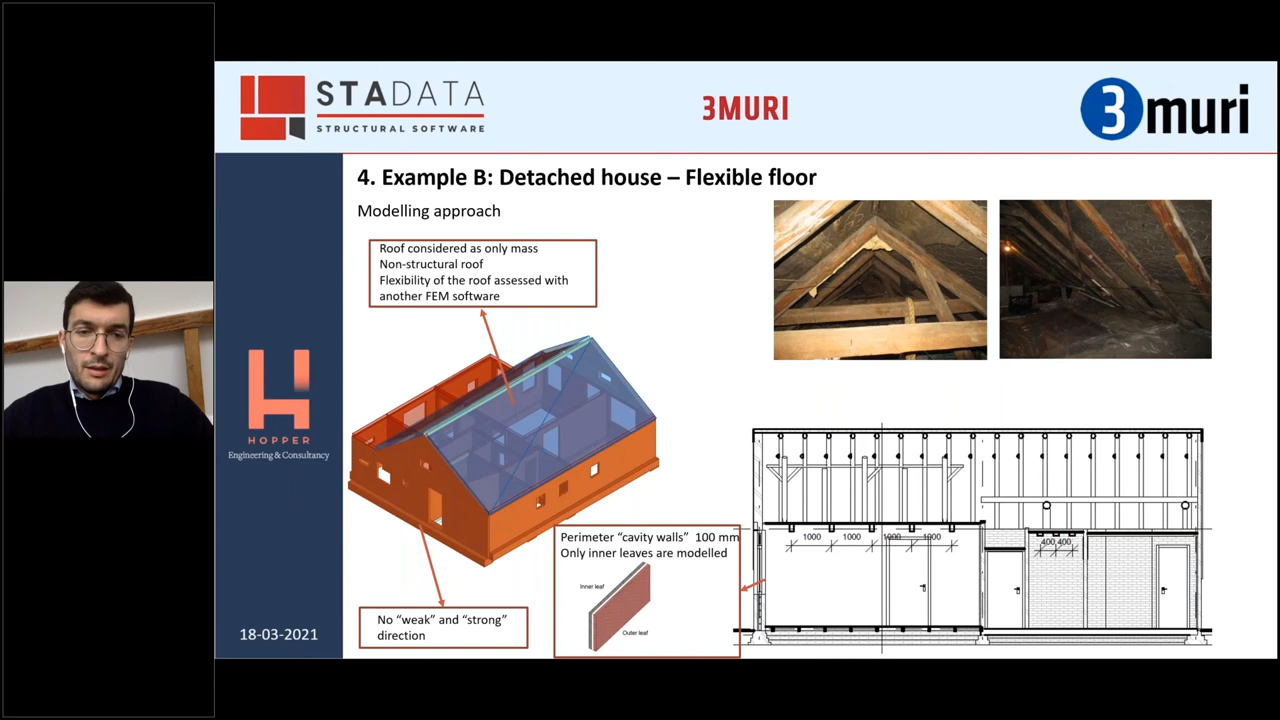 STADATA
STRUCTURAL SOFTWARE
3MURI
3muri
4. Example B: Detached house – Flexible floor
Modelling approach
Roof considered as only mass
Non-structural roof
Flexibility of the roof assessed with
another FEM software
HOPPER
Engineering & Consultancy
Perimeter “cavity walls” 100 mm
Only inner leaves are modelled
Inner leaf
Outer leaf
1000
1000
1000
1000
400
400
No “weak” and “strong”
direction
18-03-2021